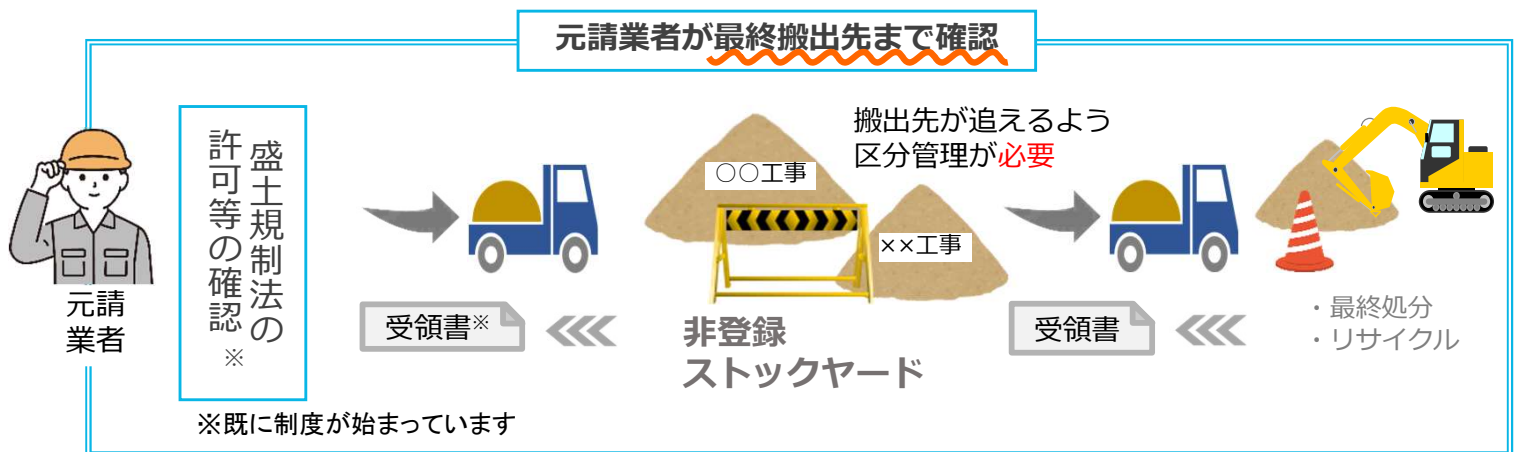 元請業者が最終搬出先まで確認
元請
業者
盛土規制法の
許可等の確認※
受領書※
○○工事
××工事
非登録
ストックヤード
搬出先が追えるよう
区分管理が必要
受領書
・最終処分
・リサイクル
※既に制度が始まっています